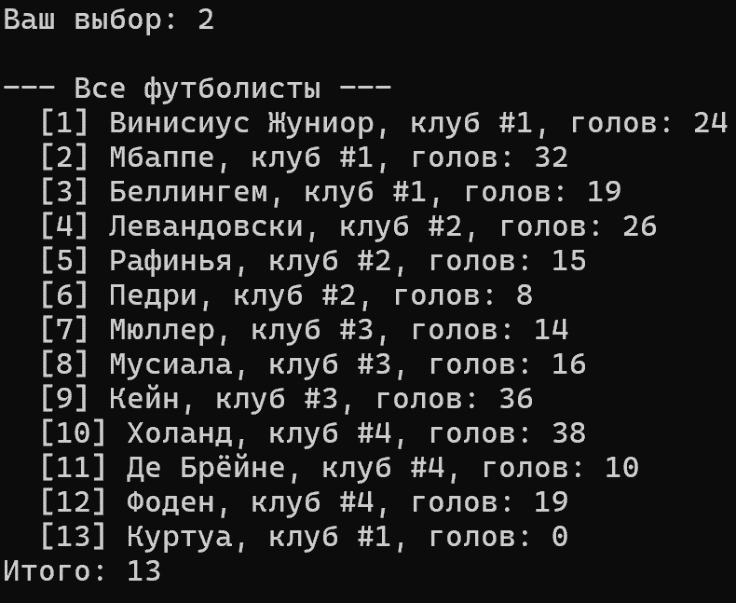 Ваш выбор: 2
--- Все футболисты ---
[1] Винисиус Жуниор, клуб #1, голов: 24
[2] Мбаппе, клуб #1, голов: 32
[3] Беллингем, клуб #1, голов: 19
[4] Левандовски, клуб #2, голов: 26
[5] Рафинья, клуб #2, голов: 15
[6] Педри, клуб #2, голов: 8
[7] Мюллер, клуб #3, голов: 14
[8] Мусиала, клуб #3, голов: 16
[9] Кейн, клуб #3, голов: 36
[10] Холанд, клуб #4, голов: 38
[11] Де Брёйне, клуб #4, голов: 10
[12] Фоден, клуб #4, голов: 19
[13] Куртуа, клуб #1, голов: 0
Итого: 13